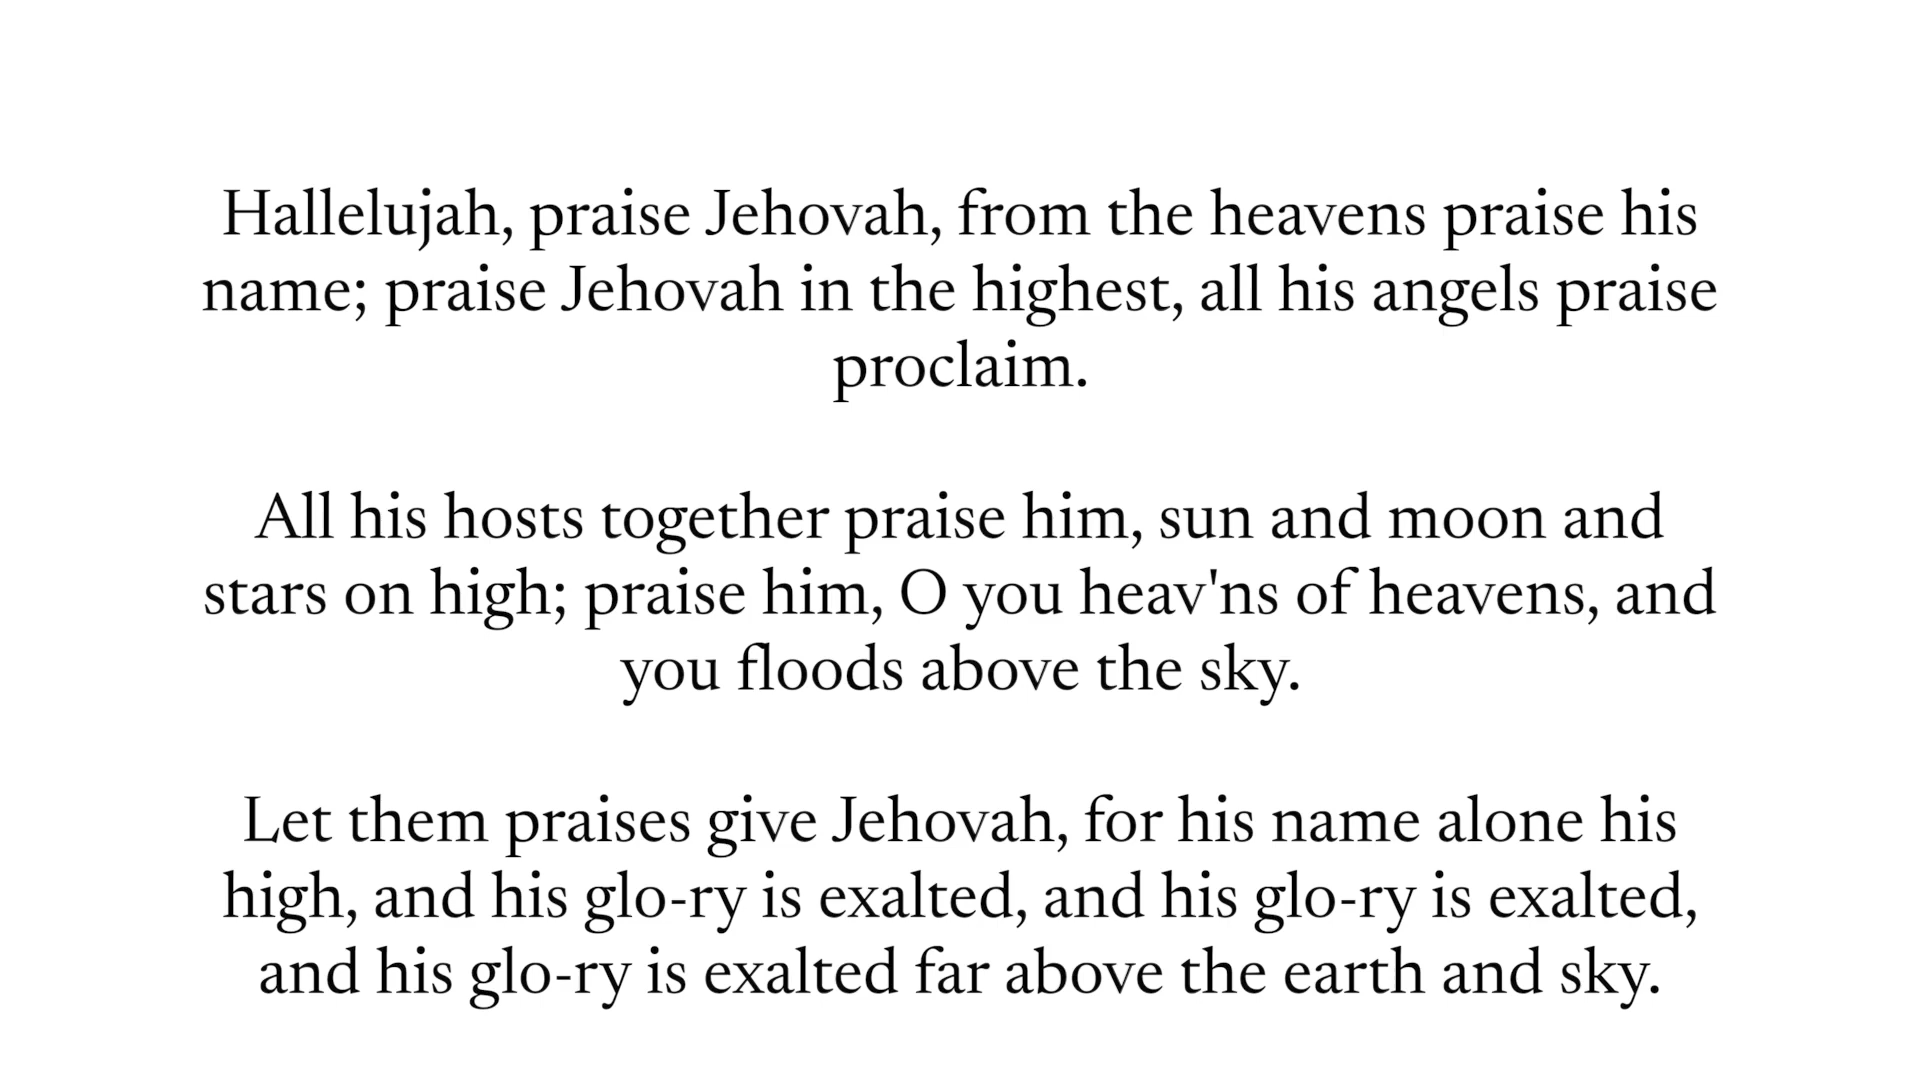 Hallelujah, praise Jehovah, from the heavens praise his
name; praise Jehovah in the highest, all his angels praise
proclaim.
All his hosts together praise him, sun and moon and
stars on high; praise him, O you heav'ns of heavens, and
you floods above the sky.
Let them praises give Jehovah, for his name alone his
high, and his glo-ry is exalted, and his glo-ry is exalted,
and his glo-ry is exalted far above the earth and sky.